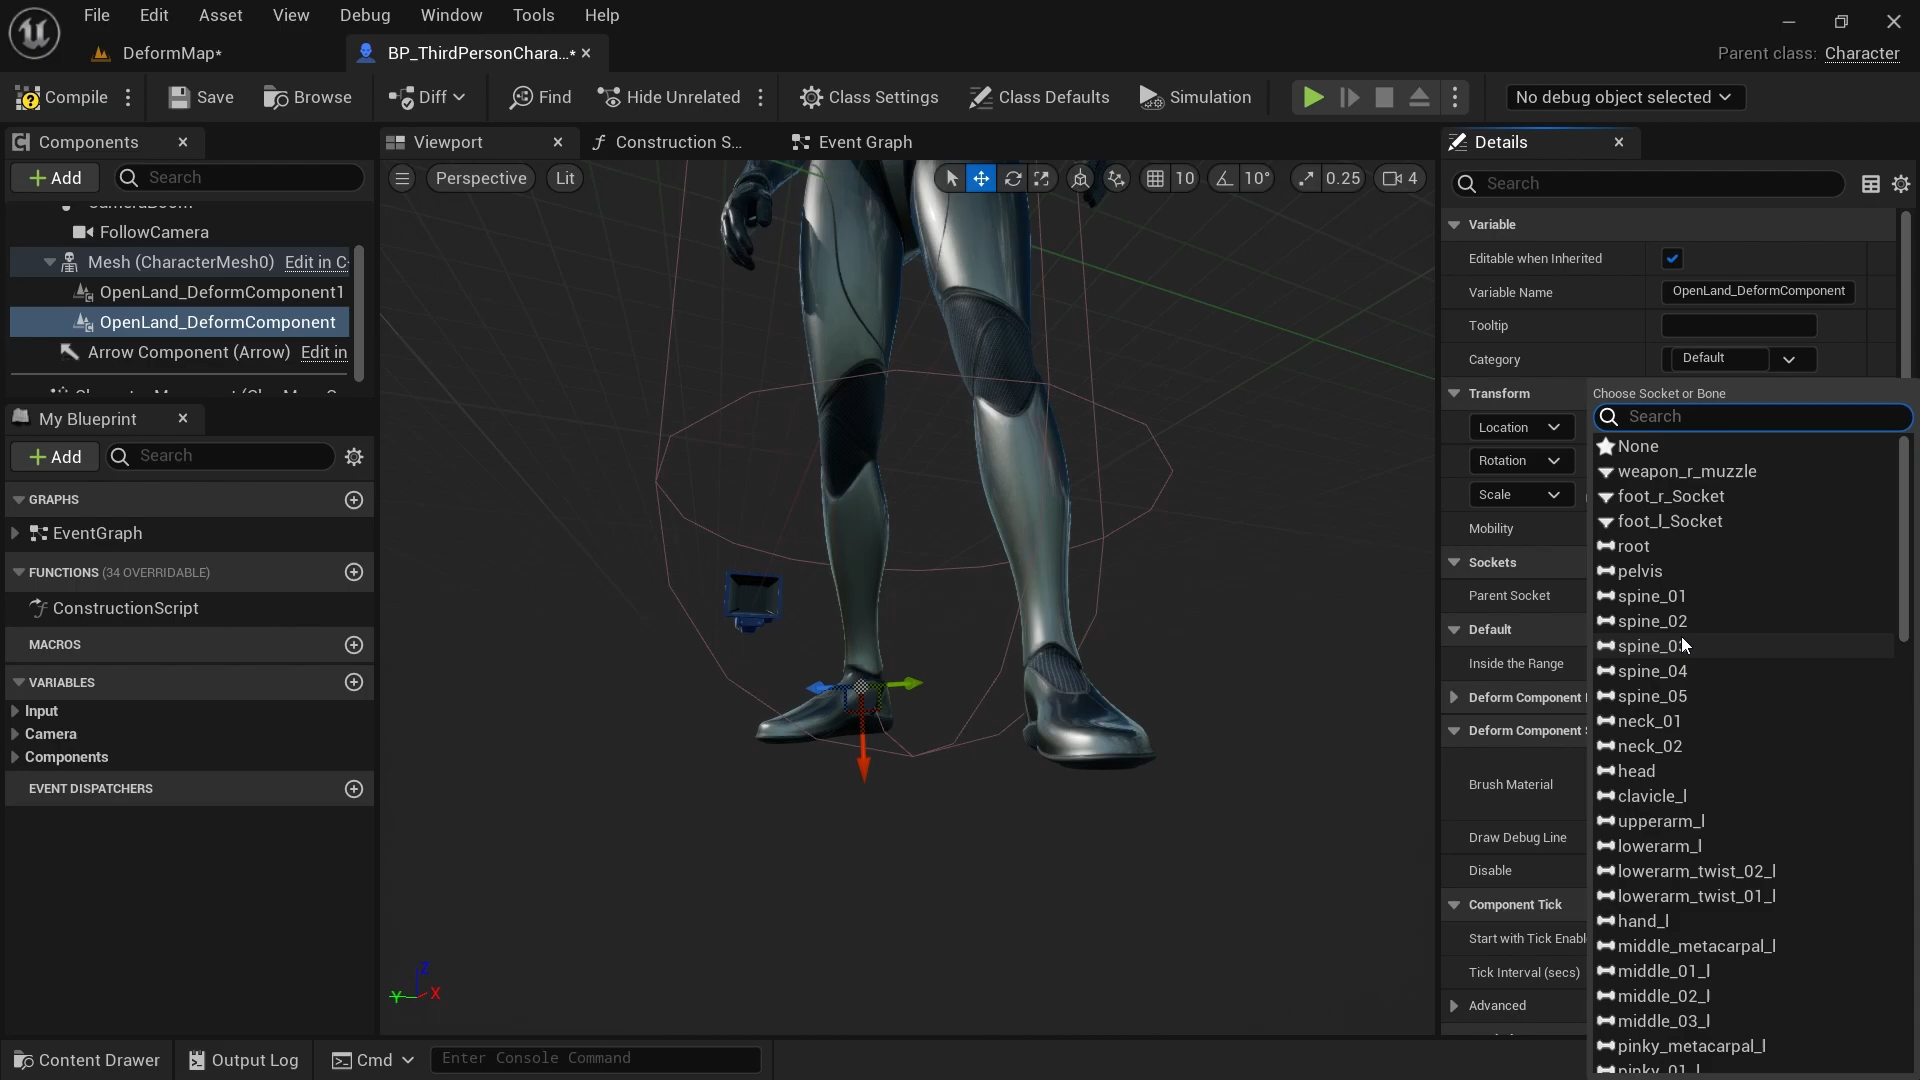 File Edit Asset View Debug Window Tools Help
DeformMap*
BP_ThirdPersonChara...*
Parent class: Character
Compile
Save
Browse
Diff
Find
Hide Unrelated
Class Settings
Class Defaults
Simulation
No debug object selected
Components
Add
Search
FollowCamera
Mesh (CharacterMesh0) Edit in C
OpenLand_DeformComponent1
OpenLand_DeformComponent
Arrow Component (Arrow) Edit in
My Blueprint
Add
Search
GRAPHS
EventGraph
FUNCTIONS (34 OVERRIDABLE)
ConstructionScript
MACROS
VARIABLES
Input
Camera
Components
EVENT DISPATCHERS
Viewport
Construction S...
Event Graph
Perspective
Lit
10
10°
0.25
4
Z
Y
X
Details
Search
Variable
Editable when Inherited
Variable Name
OpenLand_DeformComponent
Tooltip
Category
Default
Transform
Location
Rotation
Scale
Mobility
Sockets
Parent Socket
Default
Inside the Range
Deform Component
Deform Component
Brush Material
Draw Debug Line
Disable
Component Tick
Start with Tick Enabl
Tick Interval (secs)
Advanced
Choose Socket or Bone
Search
None
weapon_r_muzzle
foot_r_Socket
foot_l_Socket
root
pelvis
spine_01
spine_02
spine_03
spine_04
spine_05
neck_01
neck_02
head
clavicle_l
upperarm_l
lowerarm_l
lowerarm_twist_02_l
lowerarm_twist_01_l
hand_l
middle_metacarpal_l
middle_01_l
middle_02_l
middle_03_l
pinky_metacarpal_l
pinky_01_l
Content Drawer
Output Log
Cmd
Enter Console Command